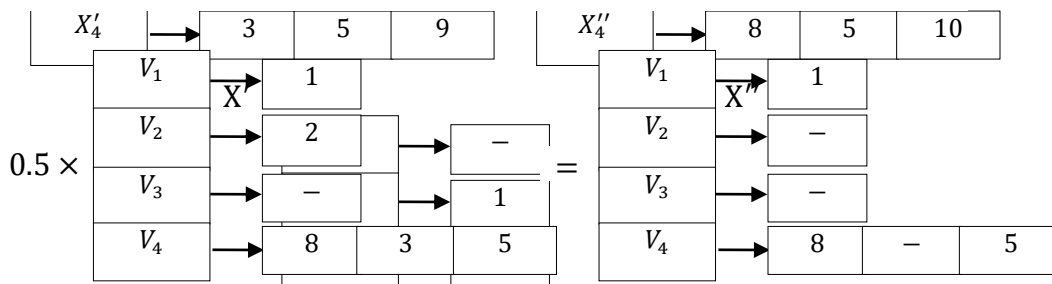 X′₄ 3 5 9 X′′₄ 8 5 10
V₁ 1 V₁ 1
X′ X′′
V₂ 2 − V₂ −
0.5 × =
V₃ − 1 V₃ −
V₄ 8 3 5 V₄ 8 − 5